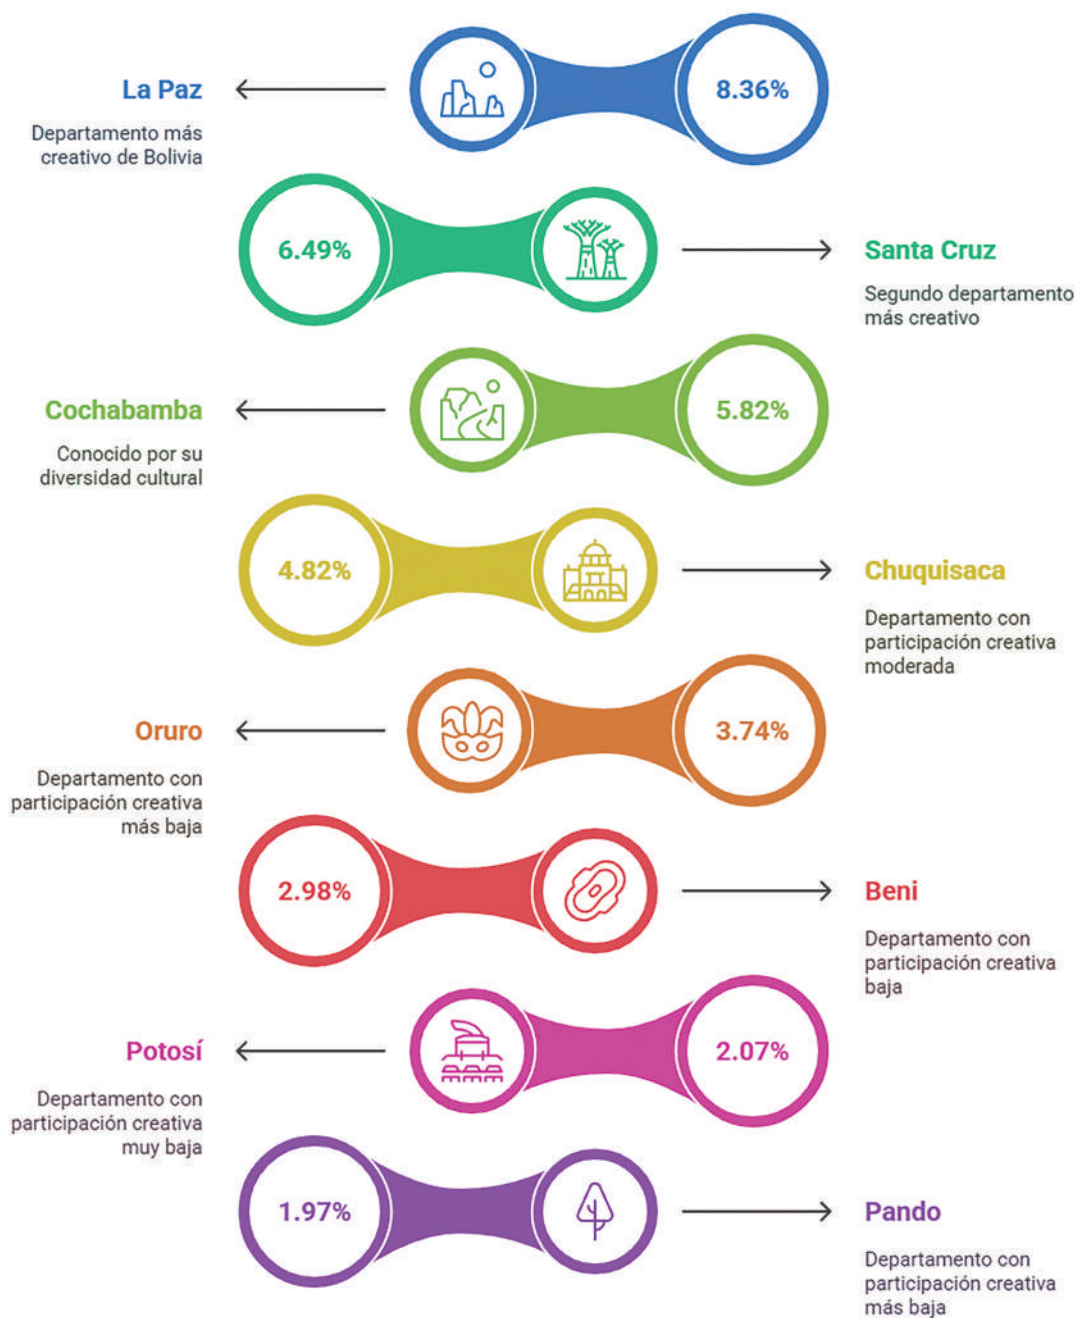 La Paz
Departamento más
creativo de Bolivia
8.36%
6.49%
Santa Cruz
Segundo departamento
más creativo
Cochabamba
Conocido por su
diversidad cultural
5.82%
4.82%
Chuquisaca
Departamento con
participación creativa
moderada
Oruro
Departamento con
participación creativa
más baja
3.74%
2.98%
Beni
Departamento con
participación creativa
baja
Potosí
Departamento con
participación creativa
muy baja
2.07%
1.97%
Pando
Departamento con
participación creativa
más baja